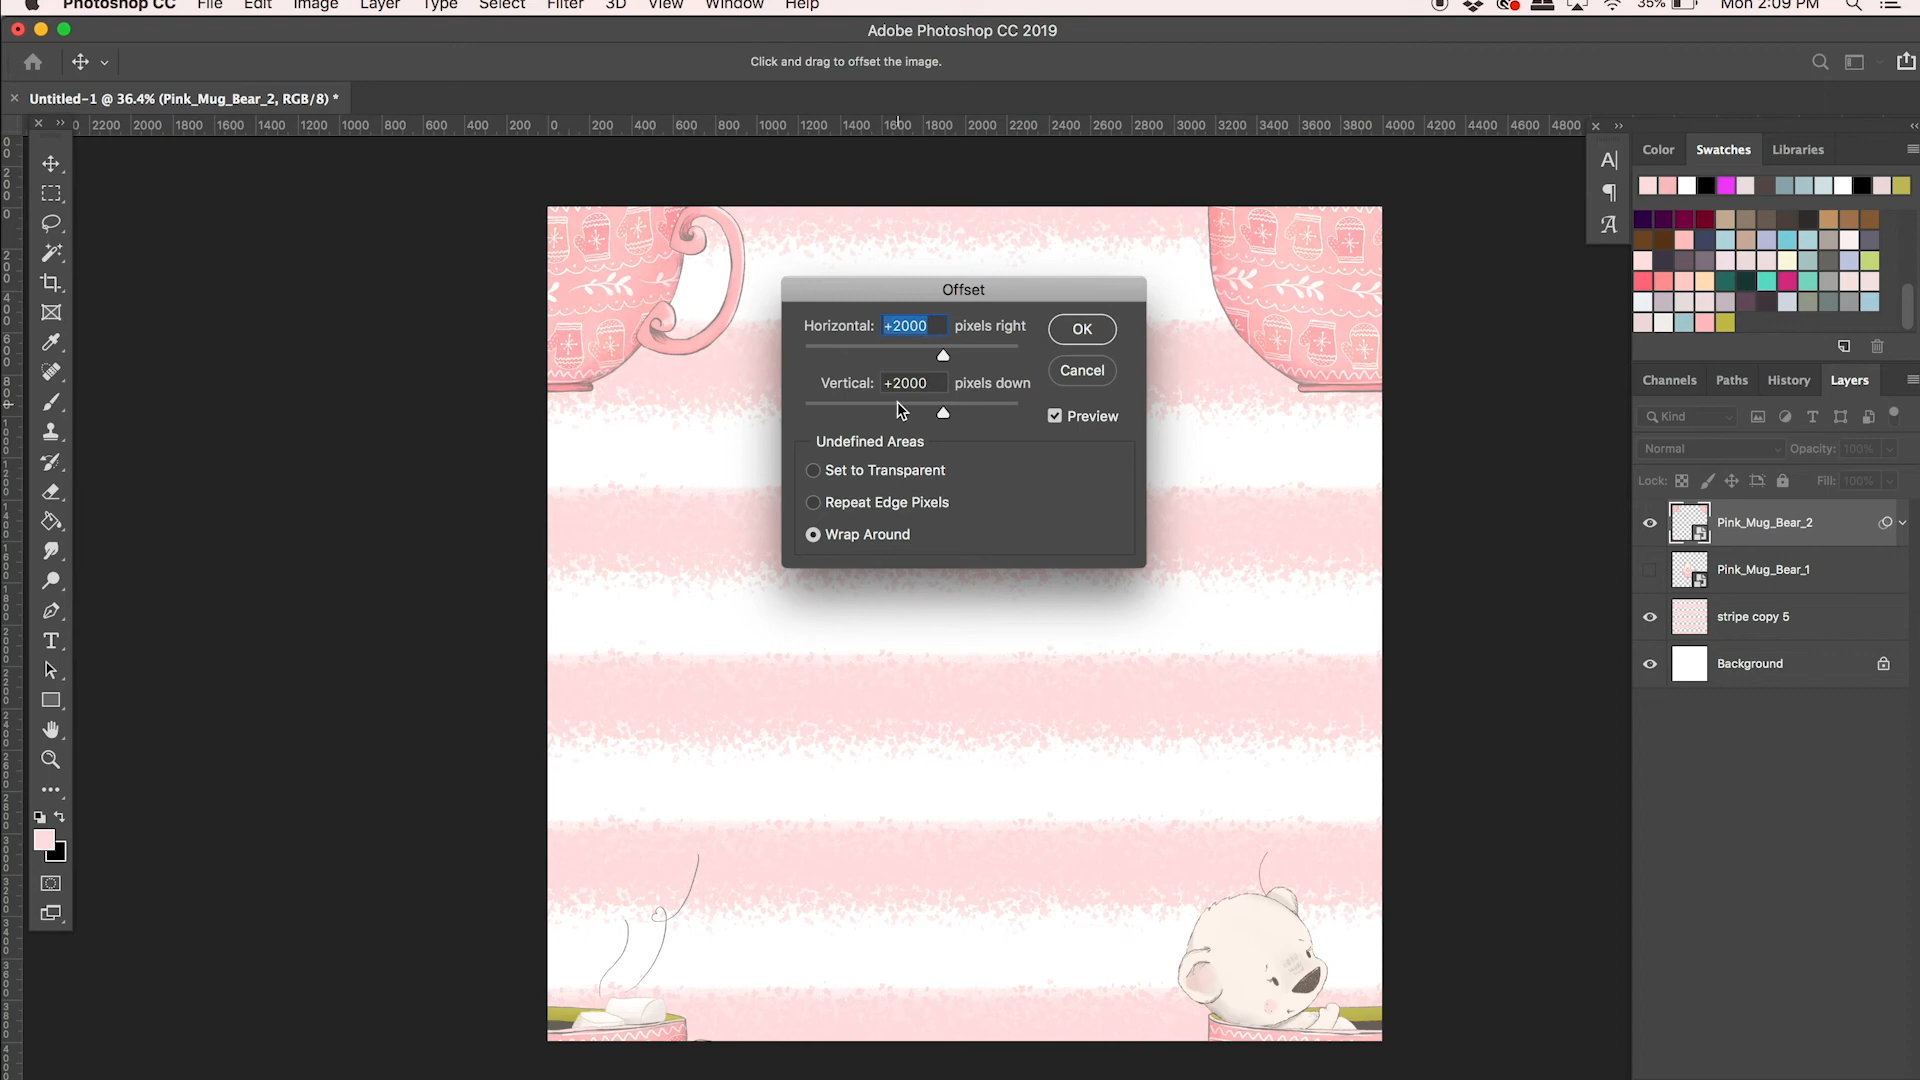 Photoshop CC File Edit Image Layer Type Select Filter 3D View Window Help 35% Mon 2:09 PM
Adobe Photoshop CC 2019
Click and drag to offset the image.
Untitled-1 @ 36.4% (Pink_Mug_Bear_2, RGB/8) *
2200 2000 1800 1600 1400 1200 1000 800 600 400 200 0 200 400 600 800 1000 1200 1400 1600 1800 2000 2200 2400 2600 2800 3000 3200 3400 3600 3800 4000 4200 4400 4600 4800
Color Swatches Libraries
Offset
Horizontal: +2000 pixels right
OK
Vertical: +2000 pixels down
Cancel
Preview
Undefined Areas
Set to Transparent
Repeat Edge Pixels
Wrap Around
Channels Paths History Layers
Kind
Normal Opacity: 100%
Lock: Fill: 100%
Pink_Mug_Bear_2
Pink_Mug_Bear_1
stripe copy 5
Background